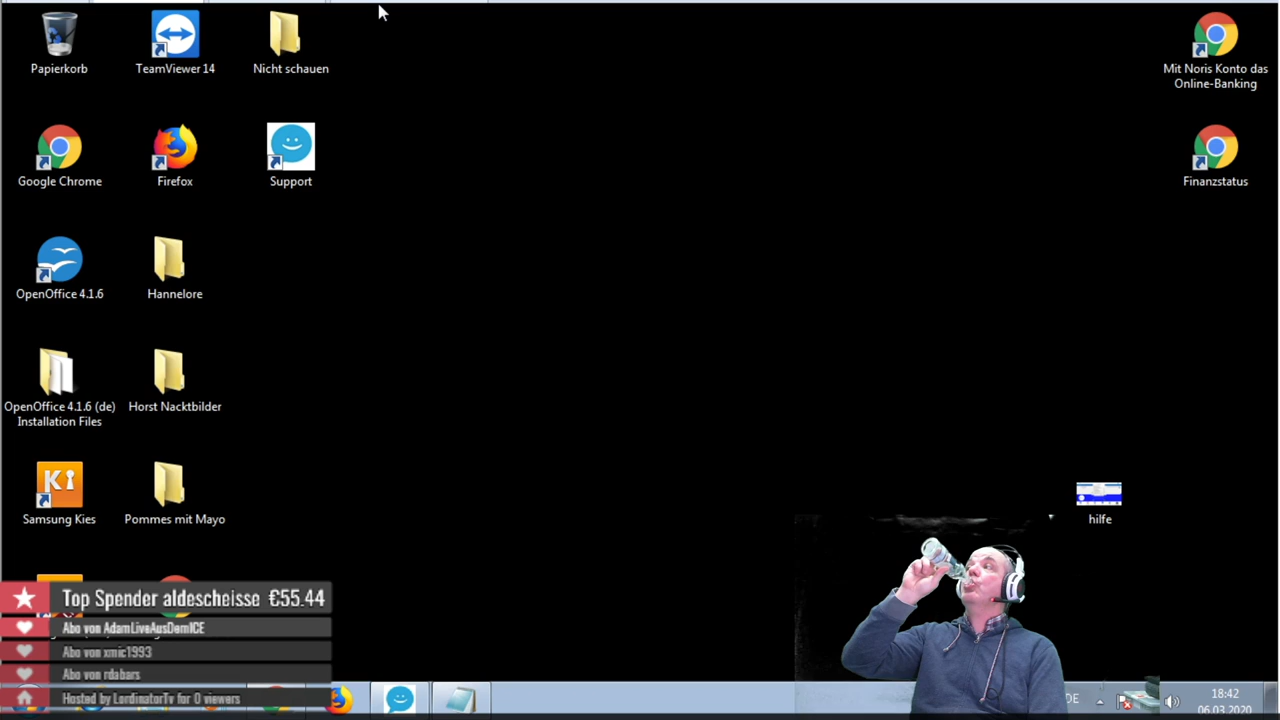 Papierkorb
TeamViewer 14
Nicht schauen
Mit Noris Konto das
Online-Banking
Google Chrome
Firefox
Support
Finanzstatus
OpenOffice 4.1.6
Hannelore
OpenOffice 4.1.6 (de)
Installation Files
Horst Nacktbilder
Ki
Samsung Kies
Pommes mit Mayo
hilfe
Top Spender aldescheisse €55.44
Abo von AdamLiveAusDemICE
Abo von xmic1993
Abo von rdabars
Hosted by LordinatorTv for 0 viewers
DE
18:42
06.03.2020